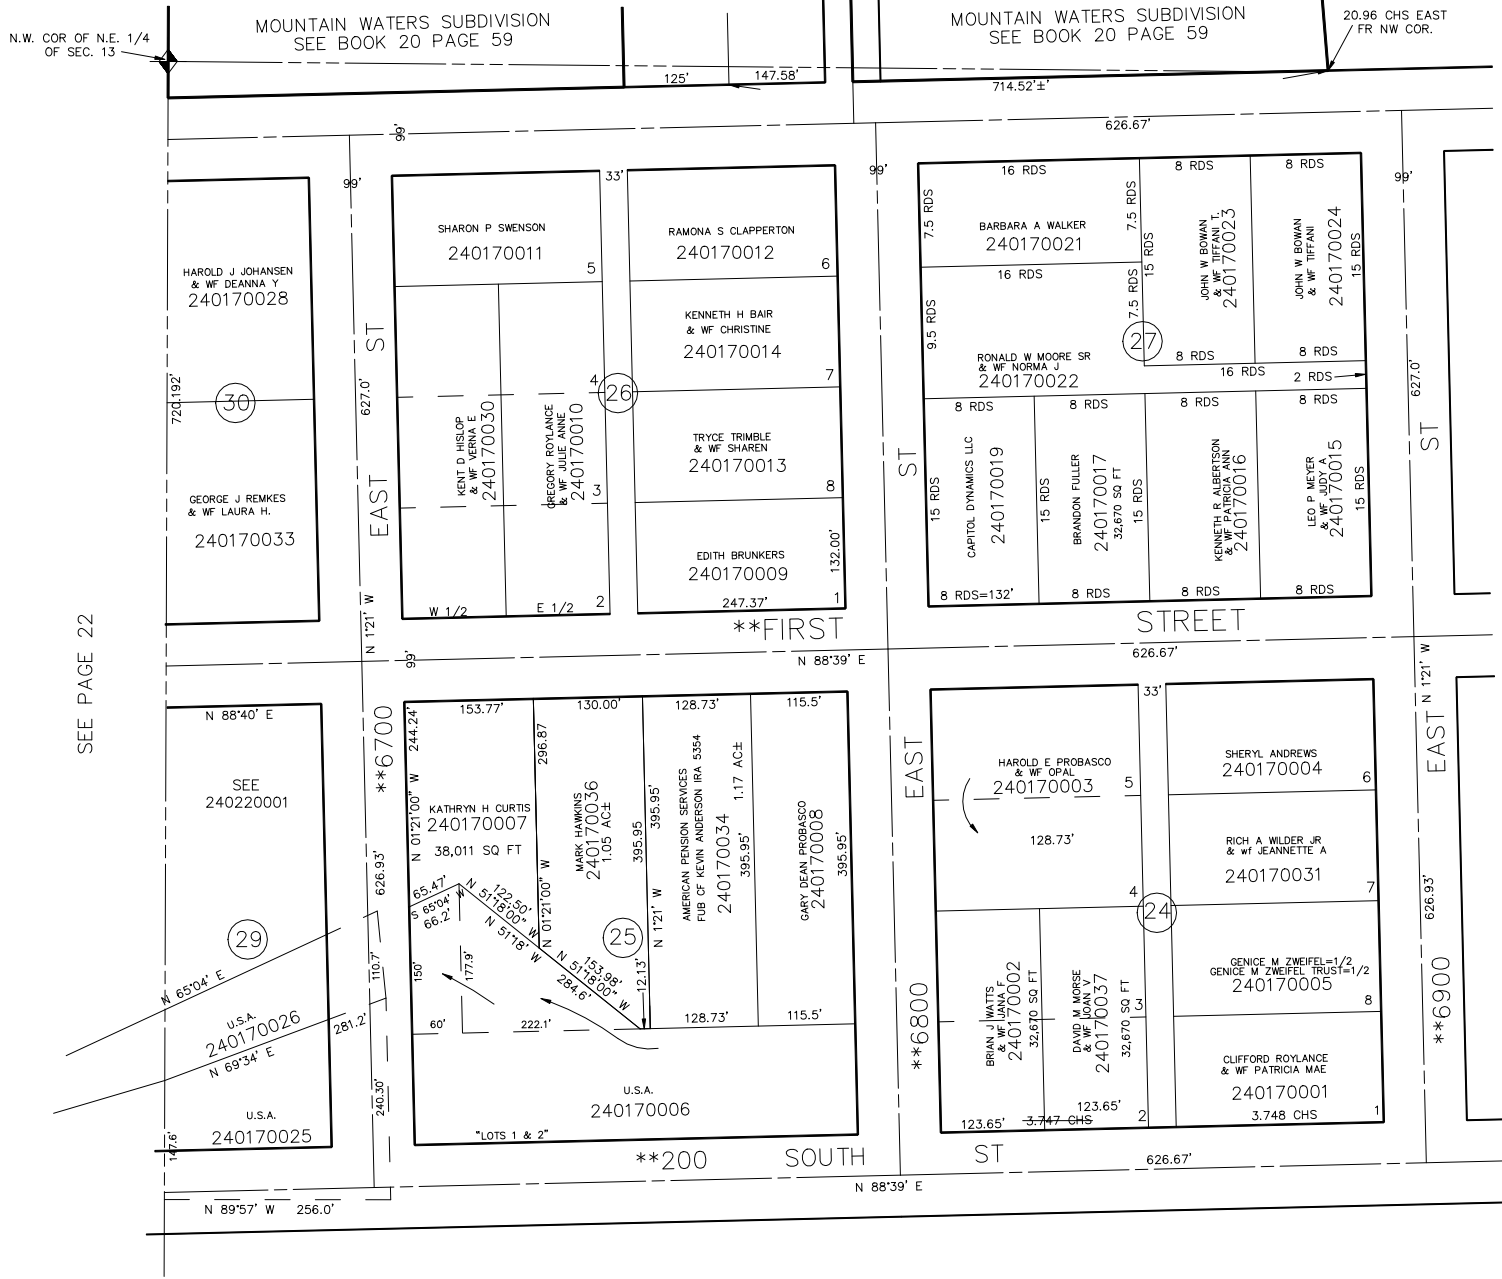 N.W. COR OF N.E. 1/4
OF SEC. 13
MOUNTAIN WATERS SUBDIVISION
SEE BOOK 20 PAGE 59
125'
147.58'
MOUNTAIN WATERS SUBDIVISION
SEE BOOK 20 PAGE 59
714.52'±'
20.96 CHS EAST
FR NW COR.
99'
626.67'
99'
33'
99'
99'
HAROLD J JOHANSEN
& WF DEANNA Y
240170028
720.192'
30
GEORGE J REMKES
& WF LAURA H.
240170033
SEE PAGE 22
EAST ST
627.0'
N 1°21' W
SHARON P SWENSON
240170011
5
RAMONA S CLAPPERTON
240170012
6
KENNETH H BAIR
& WF CHRISTINE
240170014
7
4
26
KENT D HISLOP
& WF VERNA E
240170030
GREGORY ROYLANCE
& WF JULIE ANNE
240170010
3
TRYCE TRIMBLE
& WF SHAREN
240170013
8
EDITH BRUNKERS
240170009
132.00'
247.37'
1
W 1/2
E 1/2
2
16 RDS
7.5 RDS
BARBARA A WALKER
240170021
7.5 RDS
16 RDS
9.5 RDS
7.5 RDS
15 RDS
RONALD W MOORE SR
& WF NORMA J
240170022
27
8 RDS
8 RDS
JOHN W BOWAN
& WF TIFFANI T.
240170023
JOHN W BOWAN
& WF TIFFANI
240170024
15 RDS
8 RDS
8 RDS
16 RDS
2 RDS
8 RDS
8 RDS
8 RDS
8 RDS
15 RDS
CAPITOL DYNAMICS LLC
240170019
15 RDS
BRANDON FULLER
240170017
32,670 SQ FT
15 RDS
KENNETH R ALBERTSON
& WF PATRICIA ANN
240170016
LEO P MEYER
& WF JUDY A
240170015
15 RDS
8 RDS=132'
8 RDS
8 RDS
8 RDS
ST
627.0'
ST
**FIRST STREET
99'
N 88°39' E
626.67'
N 1°21' W
N 88°40' E
SEE
240220001
29
N 65°04' E
U.S.A.
240170026
N 69°34' E
281.2'
U.S.A.
240170025
147.6'
**6700
626.93'
110.7'
240.30'
153.77'
130.00'
128.73'
115.5'
244.24'
N 01°21'00" W
KATHRYN H CURTIS
240170007
38,011 SQ FT
296.87
N 01°21'00" W
MARK HAWKINS
240170036
1.05 AC±
395.95
395.95'
N 1°21' W
AMERICAN PENSION SERVICES
FUB CF KEVIN ANDERSON IRA 5354
240170034
1.17 AC±
395.95'
GARY DEAN PROBASCO
240170008
395.95'
65.47'
S 65°04' W
66.2'
122.50'
N 51°18'00" W
N 51°18' W
153.98'
N 51°18'00" W
284.6'
25
12.13'
150'
177.9'
60'
222.1'
128.73'
115.5'
U.S.A.
240170006
"LOTS 1 & 2"
EAST
**6800
33'
HAROLD E PROBASCO
& WF OPAL
240170003
5
128.73'
4
24
BRIAN J WATTS
& WF JANA F
240170002
32,670 SQ FT
DAVID M MORSE
& WF JOAN V
240170037
32,670 SQ FT
3
123.65'
123.65'
3.747 CHS
2
SHERYL ANDREWS
240170004
6
RICH A WILDER JR
& wf JEANNETTE A
240170031
7
GENICE M ZWEIFEL=1/2
GENICE M ZWEIFEL TRUST=1/2
240170005
8
CLIFFORD ROYLANCE
& WF PATRICIA MAE
240170001
3.748 CHS
1
EAST
626.93'
**6900
**200 SOUTH ST
626.67'
N 88°39' E
N 89°57' W 256.0'